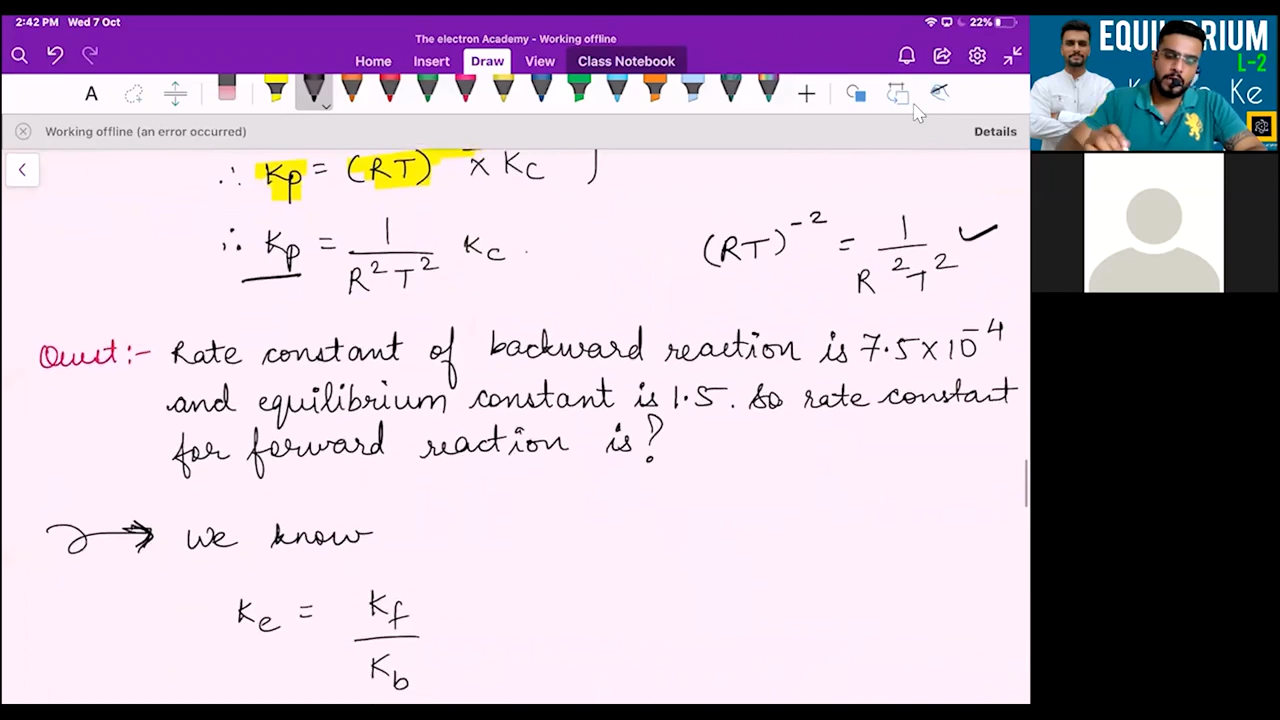 2:42 PM Wed 7 Oct
22%
The electron Academy - Working offline
Home Insert Draw View Class Notebook
A
Working offline (an error occurred) Details
EQUILIBRIUM
L-2
Ke
∴ Kp = (RT) × Kc
∴ Kp = 1/R²T² Kc
(RT)⁻² = 1/R²T² ✓
Quest:- Rate constant of backward reaction is 7.5×10⁻⁴
and equilibrium constant is 1.5. so rate constant
for forward reaction is?
We know
Ke = Kf/Kb